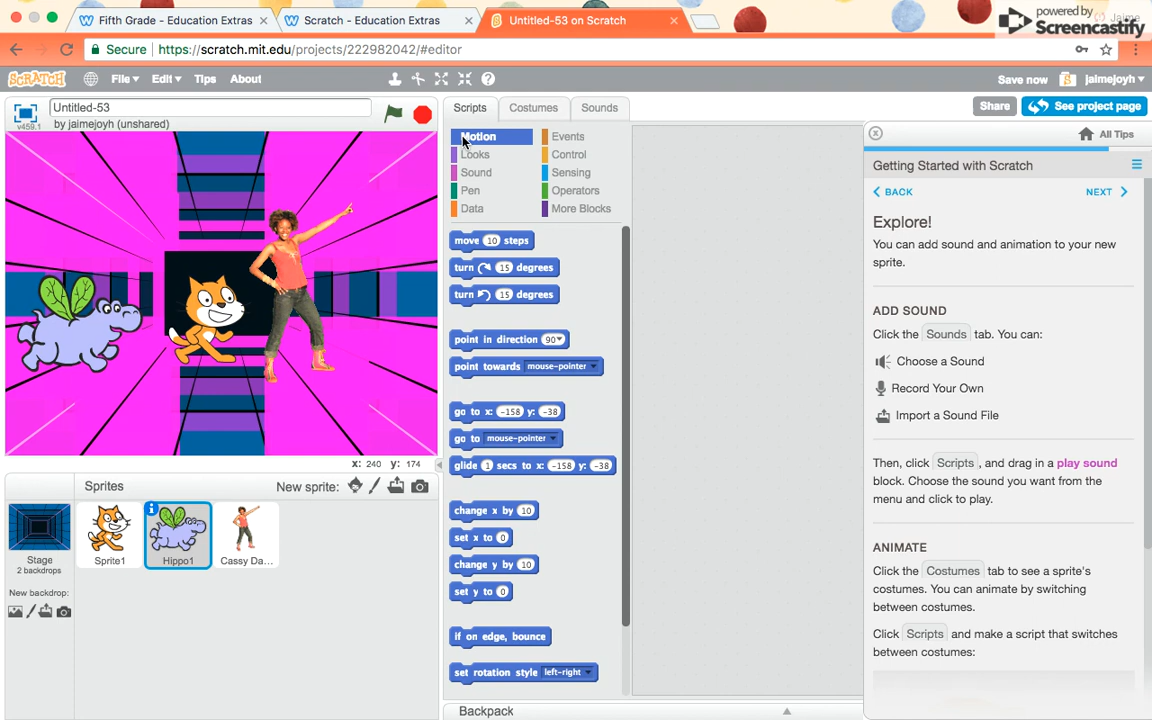 Fifth Grade - Education Extras
Scratch - Education Extras
Untitled-53 on Scratch
powered by
Screencastify
Secure
https://scratch.mit.edu/projects/222982042/#editor
SCRATCH
File
Edit
Tips
About
Save now
jaimejoyh
Untitled-53
v459.1
by jaimejoyh (unshared)
Scripts
Costumes
Sounds
Share
See project page
Motion
Looks
Sound
Pen
Data
Events
Control
Sensing
Operators
More Blocks
move 10 steps
turn 15 degrees
turn 15 degrees
point in direction 90
point towards mouse-pointer
go to x: -158 y: -38
go to mouse-pointer
glide 1 secs to x: -158 y: -38
change x by 10
set x to 0
change y by 10
set y to 0
if on edge, bounce
set rotation style left-right
x: 240 y: 174
Sprites
New sprite:
Stage
2 backdrops
New backdrop:
Sprite1
Hippo1
Cassy Da...
Backpack
All Tips
Getting Started with Scratch
BACK
NEXT
Explore!
You can add sound and animation to your new
sprite.
ADD SOUND
Click the Sounds tab. You can:
Choose a Sound
Record Your Own
Import a Sound File
Then, click Scripts , and drag in a play sound
block. Choose the sound you want from the
menu and click to play.
ANIMATE
Click the Costumes tab to see a sprite's
costumes. You can animate by switching
between costumes.
Click Scripts and make a script that switches
between costumes: